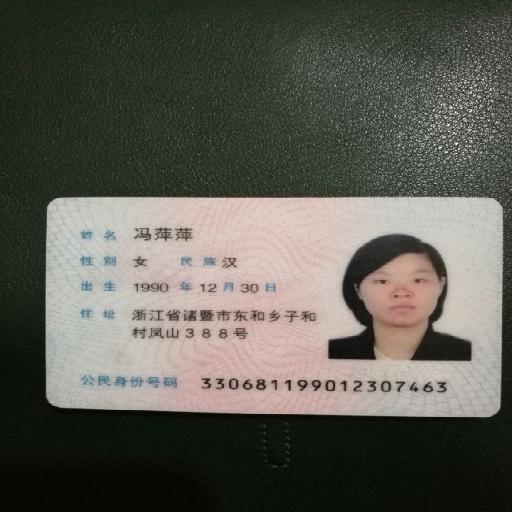 姓名 冯萍萍
性别 女 民族 汉
出生 1990 年 12 月 30 日
住址 浙江省诸暨市东和乡子和
村凤山388号
公民身份号码 330681199012307463